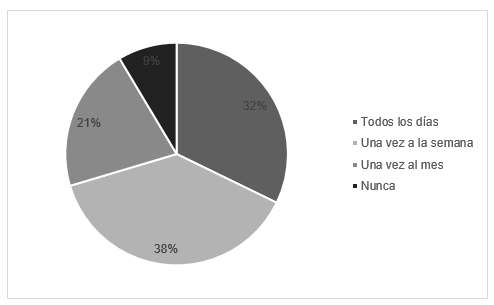 9%
32%
21%
38%
Todos los días
Una vez a la semana
Una vez al mes
Nunca